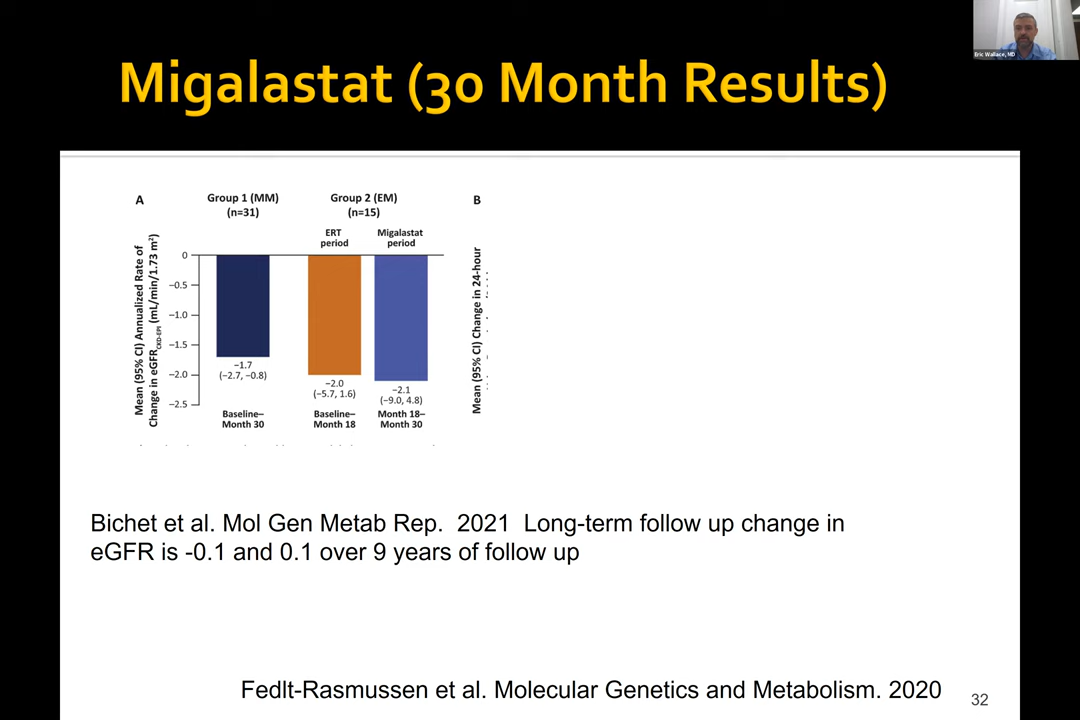 Eric Wallace, MD
Migalastat (30 Month Results)
A
Group 1 (MM)
(n=31)
Group 2 (EM)
(n=15)
B
ERT
period
Migalastat
period
Mean (95% CI) Annualized Rate of
Change in eGFRCKD-EPI (mL/min/1.73 m²)
0
−0.5
−1.0
−1.5
−2.0
−2.5
−1.7
(−2.7, −0.8)
−2.0
(−5.7, 1.6)
−2.1
(−9.0, 4.8)
Baseline–
Month 30
Baseline–
Month 18
Month 18–
Month 30
Mean (95% CI) Change in 24-hour
Bichet et al. Mol Gen Metab Rep. 2021 Long-term follow up change in
eGFR is -0.1 and 0.1 over 9 years of follow up
Fedlt-Rasmussen et al. Molecular Genetics and Metabolism. 2020
32